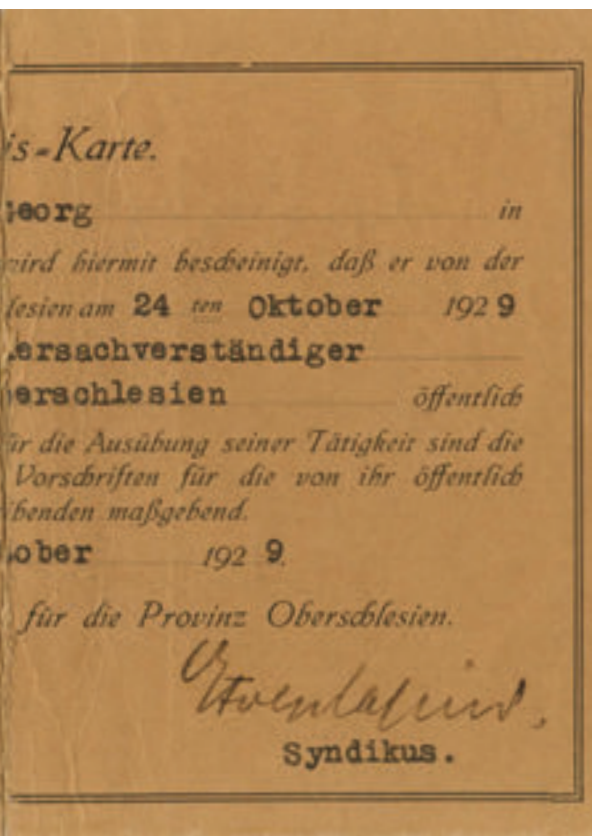 is-Karte.
Georg in
wird hiermit bescheinigt, daß er von der
lesien am 24 ten Oktober 1929
ersachverständiger
erschlesien öffentlich
für die Ausübung seiner Tätigkeit sind die
Vorschriften für die von ihr öffentlich
benden maßgebend.
ober 1929.
für die Provinz Oberschlesien.
Syndikus.